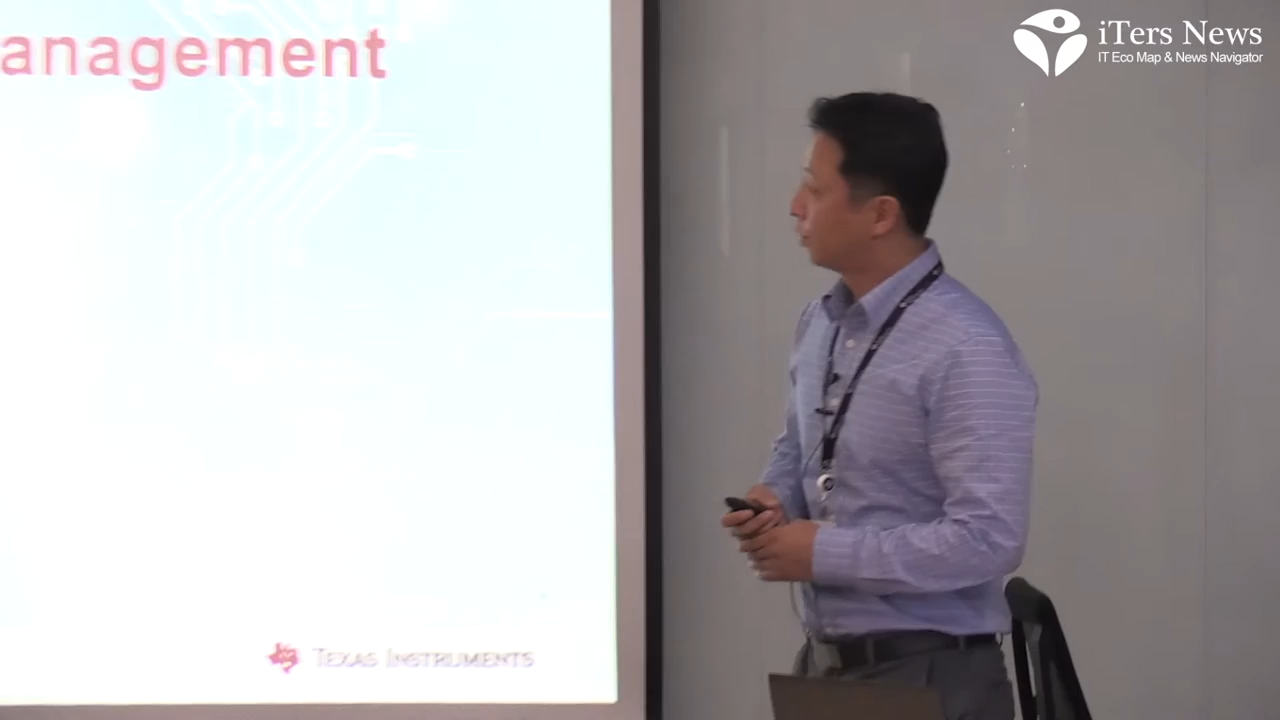 anagement
iTers News
IT Eco Map & News Navigator
TEXAS INSTRUMENTS